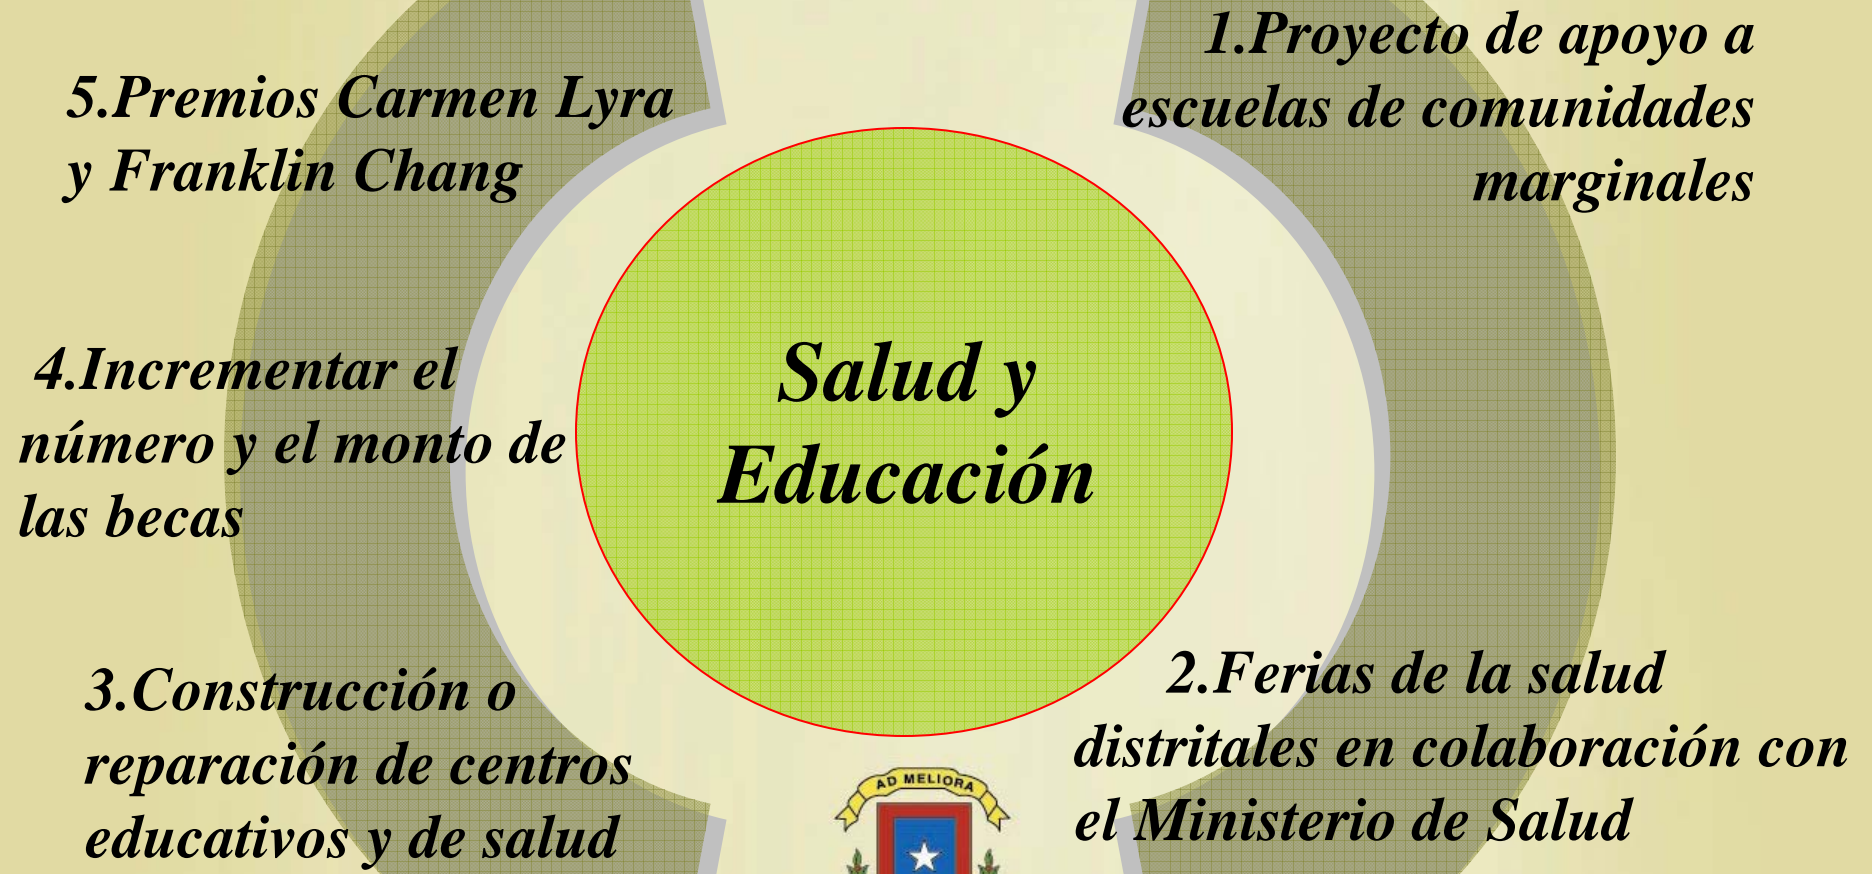 1.Proyecto de apoyo a
escuelas de comunidades
marginales
2.Ferias de la salud
distritales en colaboración con
el Ministerio de Salud
3.Construcción o
reparación de centros
educativos y de salud
4.Incrementar el
número y el monto de
las becas
5.Premios Carmen Lyra
y Franklin Chang
Salud y
Educación
AD MELIORA